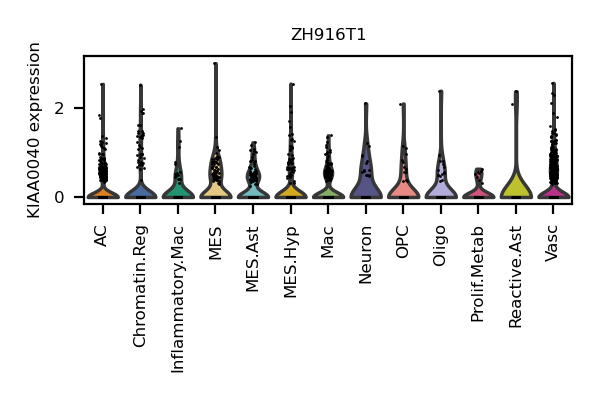 ZH916T1
KIAA0040 expression
2
0
AC
Chromatin.Reg
Inflammatory.Mac
MES
MES.Ast
MES.Hyp
Mac
Neuron
OPC
Oligo
Prolif.Metab
Reactive.Ast
Vasc